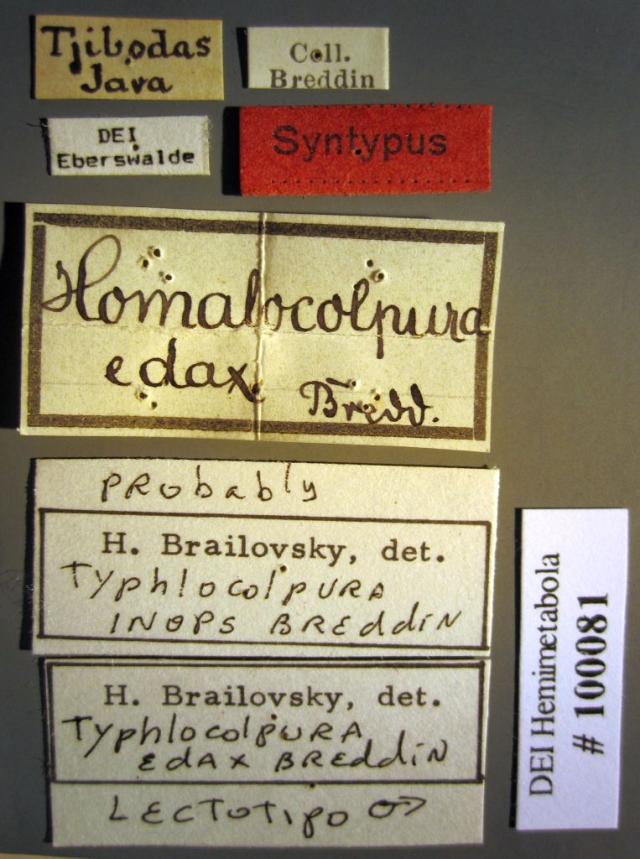 Tjibodas
Java
Coll.
Breddin
DEI
Eberswalde
Syntypus
Homalocolpura
edax
Bredd.
PRobably
H. Brailovsky, det.
TYphlocolpURA
INOPS BREddiN
H. Brailovsky, det.
TYphlocolpURA
EdAX BREddiN
LECTOTIPO ♂
DEI Hemimetabola
# 100081